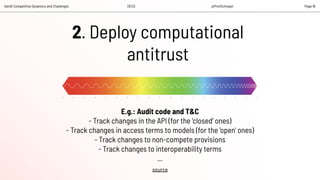 GenAI Competitive Dynamics and Challenges
OECD
@ProfSchrepel
Page 16
2. Deploy computational
antitrust
E.g.: Audit code and T&C
- Track changes in the API (for the ‘closed’ ones)
- Track changes in access terms to models (for the ‘open’ ones)
- Track changes to non-compete provisions
- Track changes to interoperability terms
...
source